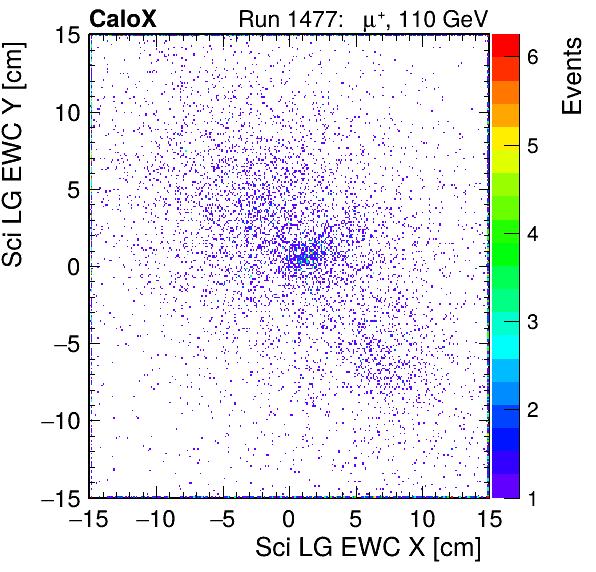 CaloX Run 1477: μ⁺, 110 GeV
Sci LG EWC Y [cm]
15
10
5
0
−5
−10
−15
−15 −10 −5 0 5 10 15
Sci LG EWC X [cm]
Events
6
5
4
3
2
1